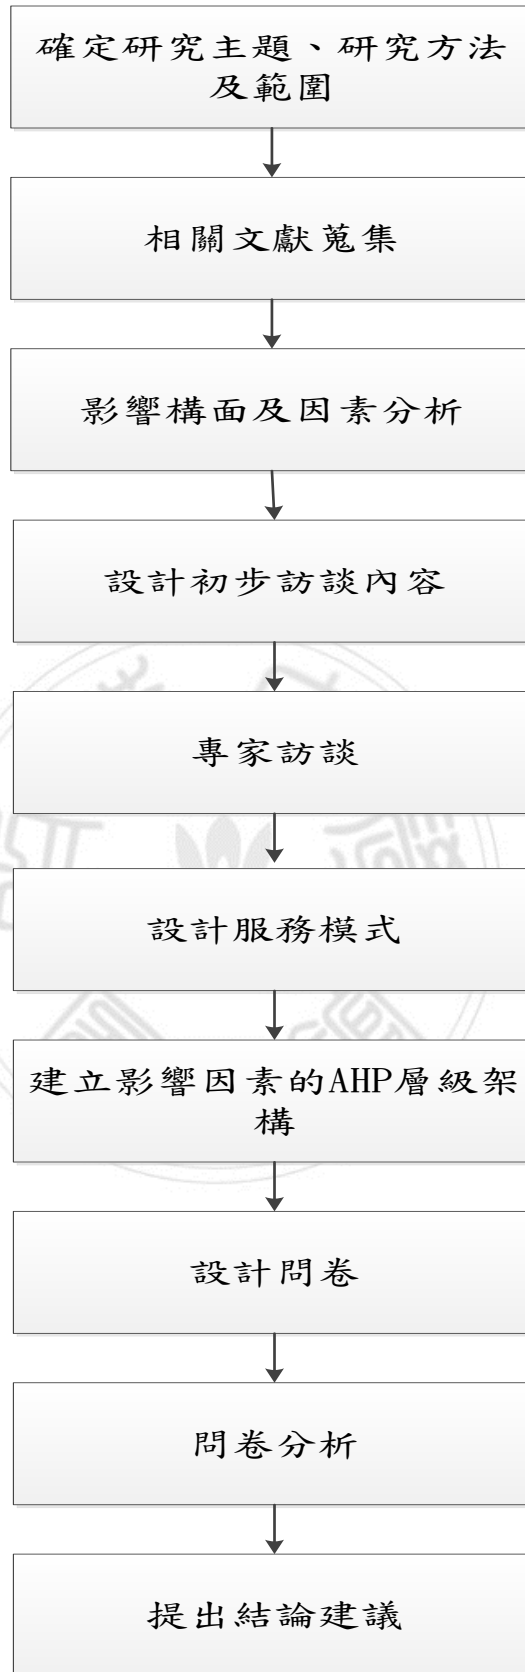 確定研究主題、研究方法
及範圍
相關文獻蒐集
影響構面及因素分析
設計初步訪談內容
專家訪談
設計服務模式
建立影響因素的AHP層級架
構
設計問卷
問卷分析
提出結論建議